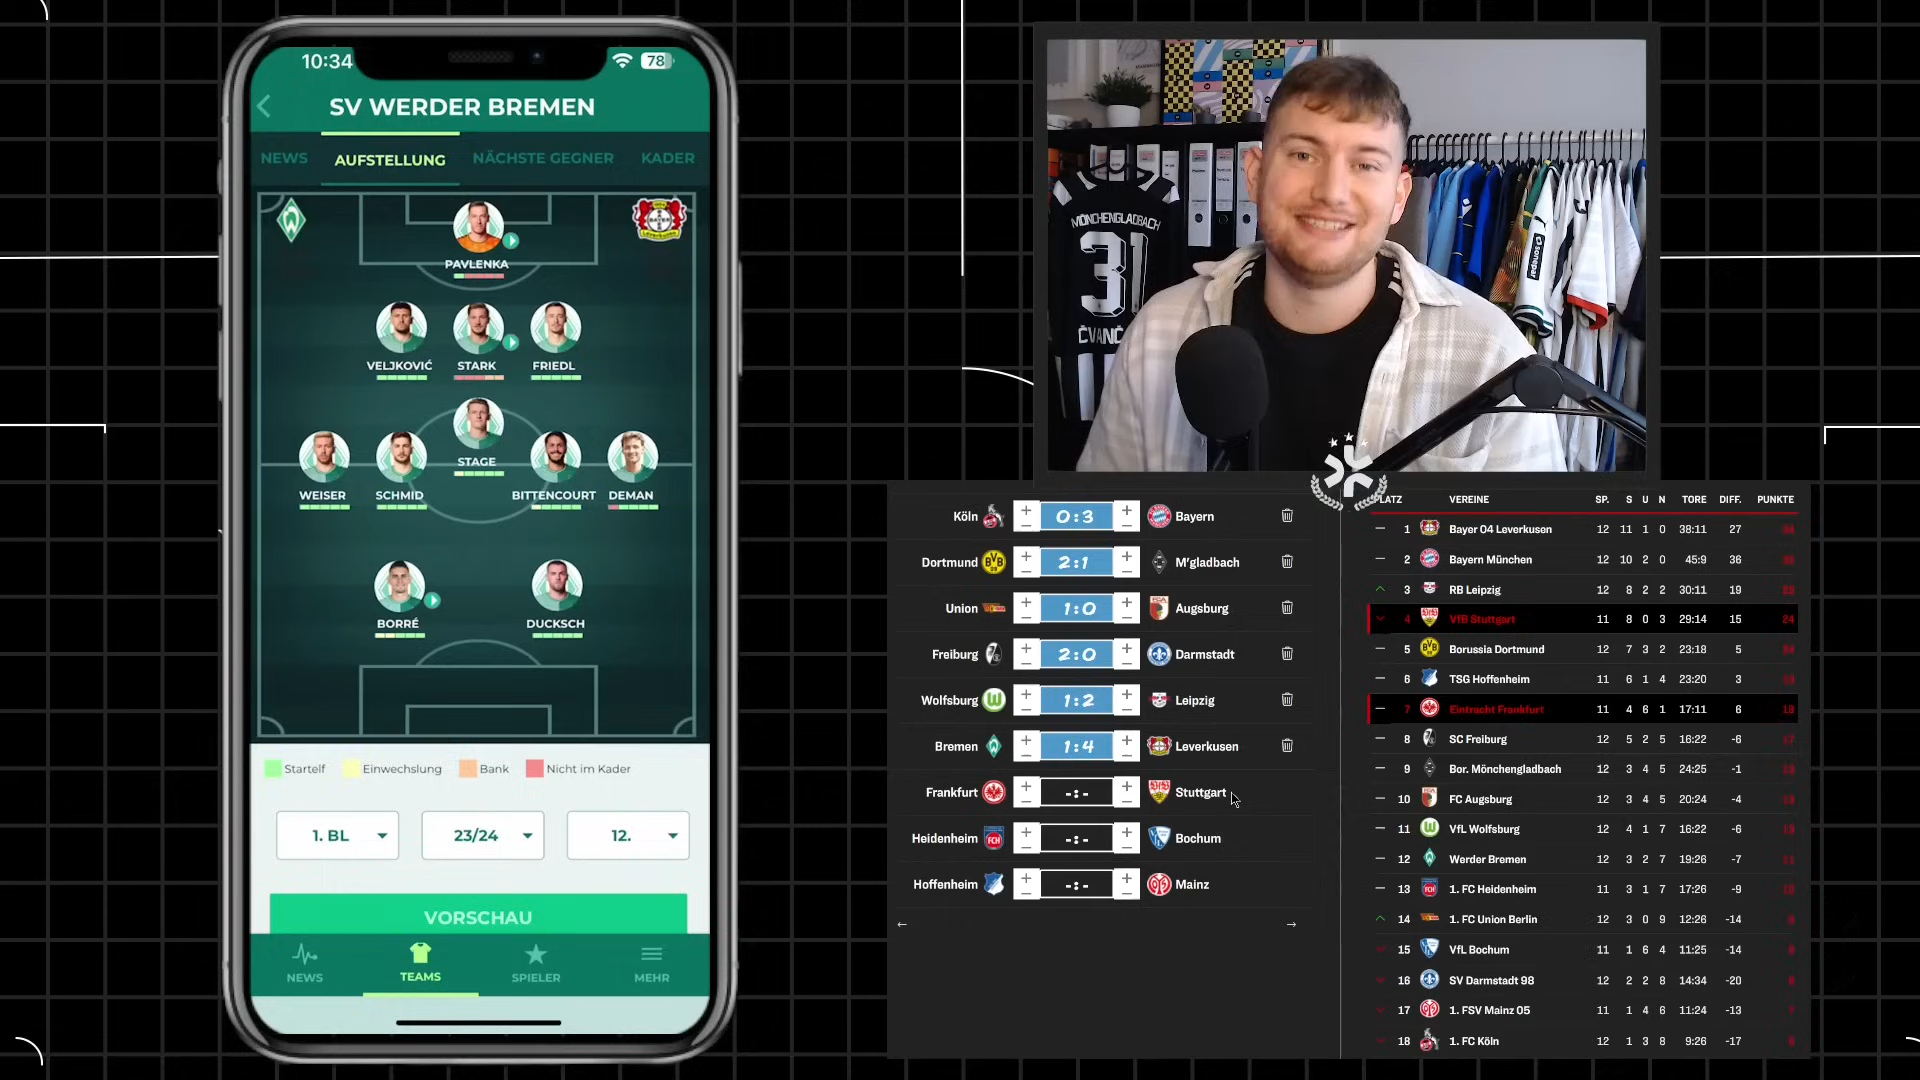 10:34
78
SV WERDER BREMEN
NEWS AUFSTELLUNG NÄCHSTE GEGNER KADER
PAVLENKA
VELJKOVIĆ STARK FRIEDL
STAGE
WEISER SCHMID BITTENCOURT DEMAN
BORRÉ DUCKSCH
Startelf Einwechslung Bank Nicht im Kader
1. BL 23/24 12.
VORSCHAU
NEWS TEAMS SPIELER MEHR
MÖNCHENGLADBACH
31
sonepar
Köln + − 0:3 + − Bayern
Dortmund + − 2:1 + − M'gladbach
Union + − 1:0 + − Augsburg
Freiburg + − 2:0 + − Darmstadt
Wolfsburg + − 1:2 + − Leipzig
Bremen + − 1:4 + − Leverkusen
Frankfurt + − -:- + − Stuttgart
Heidenheim + − -:- + − Bochum
Hoffenheim + − -:- + − Mainz
← →
PLATZ VEREINE SP. S U N TORE DIFF. PUNKTE
1 Bayer 04 Leverkusen 12 11 1 0 38:11 27
2 Bayern München 12 10 2 0 45:9 36
3 RB Leipzig 12 8 2 2 30:11 19
4 VfB Stuttgart 11 8 0 3 29:14 15 24
5 Borussia Dortmund 12 7 3 2 23:18 5
6 TSG Hoffenheim 11 6 1 4 23:20 3
7 Eintracht Frankfurt 11 4 6 1 17:11 6 18
8 SC Freiburg 12 5 2 5 16:22 -6
9 Bor. Mönchengladbach 12 3 4 5 24:25 -1
10 FC Augsburg 12 3 4 5 20:24 -4
11 VfL Wolfsburg 12 4 1 7 16:22 -6
12 Werder Bremen 12 3 2 7 19:26 -7
13 1. FC Heidenheim 11 3 1 7 17:26 -9
14 1. FC Union Berlin 12 3 0 9 12:26 -14
15 VfL Bochum 11 1 6 4 11:25 -14
16 SV Darmstadt 98 12 2 2 8 14:34 -20
17 1. FSV Mainz 05 11 1 4 6 11:24 -13
18 1. FC Köln 12 1 3 8 9:26 -17